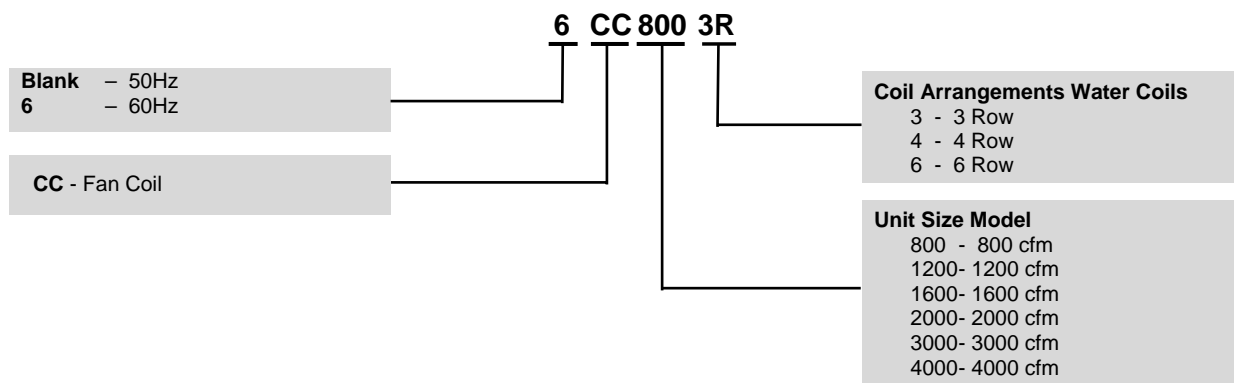 6 CC 800 3R
Blank – 50Hz
6 – 60Hz
CC - Fan Coil
Coil Arrangements Water Coils
3 - 3 Row
4 - 4 Row
6 - 6 Row
Unit Size Model
800 - 800 cfm
1200- 1200 cfm
1600- 1600 cfm
2000- 2000 cfm
3000- 3000 cfm
4000- 4000 cfm